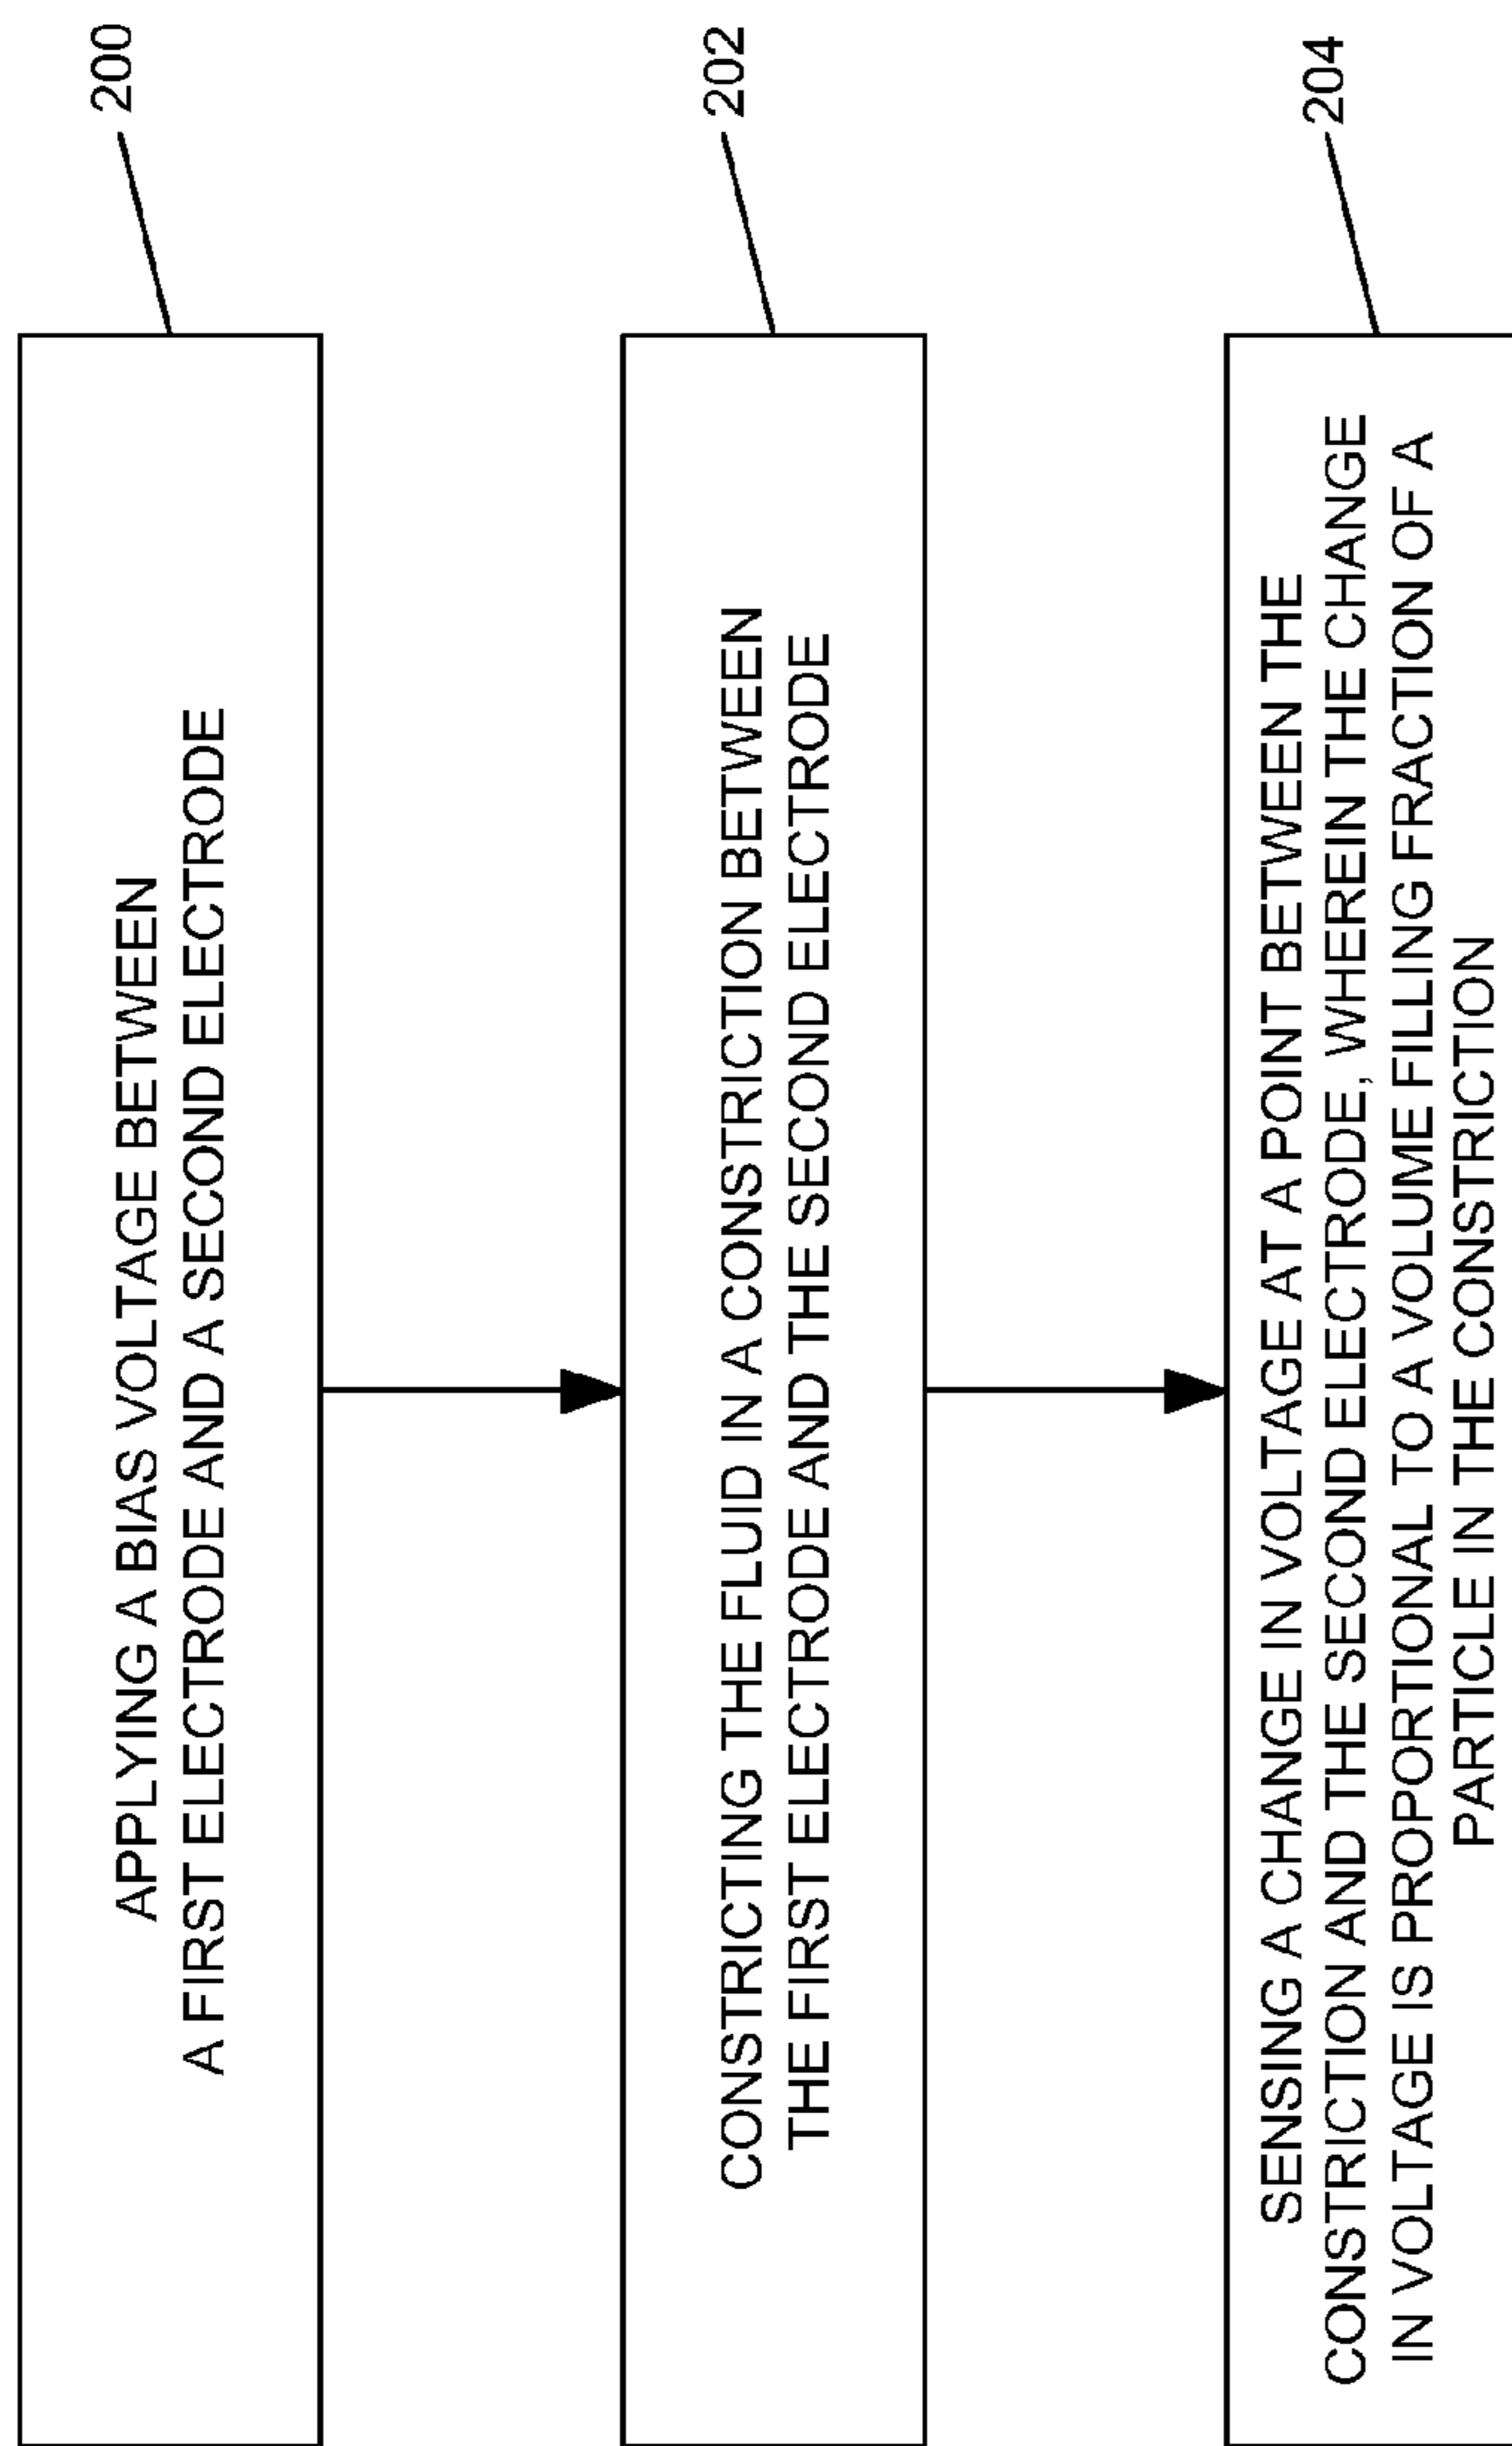 APPLYING A BIAS VOLTAGE BETWEEN
A FIRST ELECTRODE AND A SECOND ELECTRODE
200
CONSTRICTING THE FLUID IN A CONSTRICTION BETWEEN
THE FIRST ELECTRODE AND THE SECOND ELECTRODE
202
SENSING A CHANGE IN VOLTAGE AT A POINT BETWEEN THE
CONSTRICTION AND THE SECOND ELECTRODE, WHEREIN THE CHANGE
IN VOLTAGE IS PROPORTIONAL TO A VOLUME FILLING FRACTION OF A
PARTICLE IN THE CONSTRICTION
204